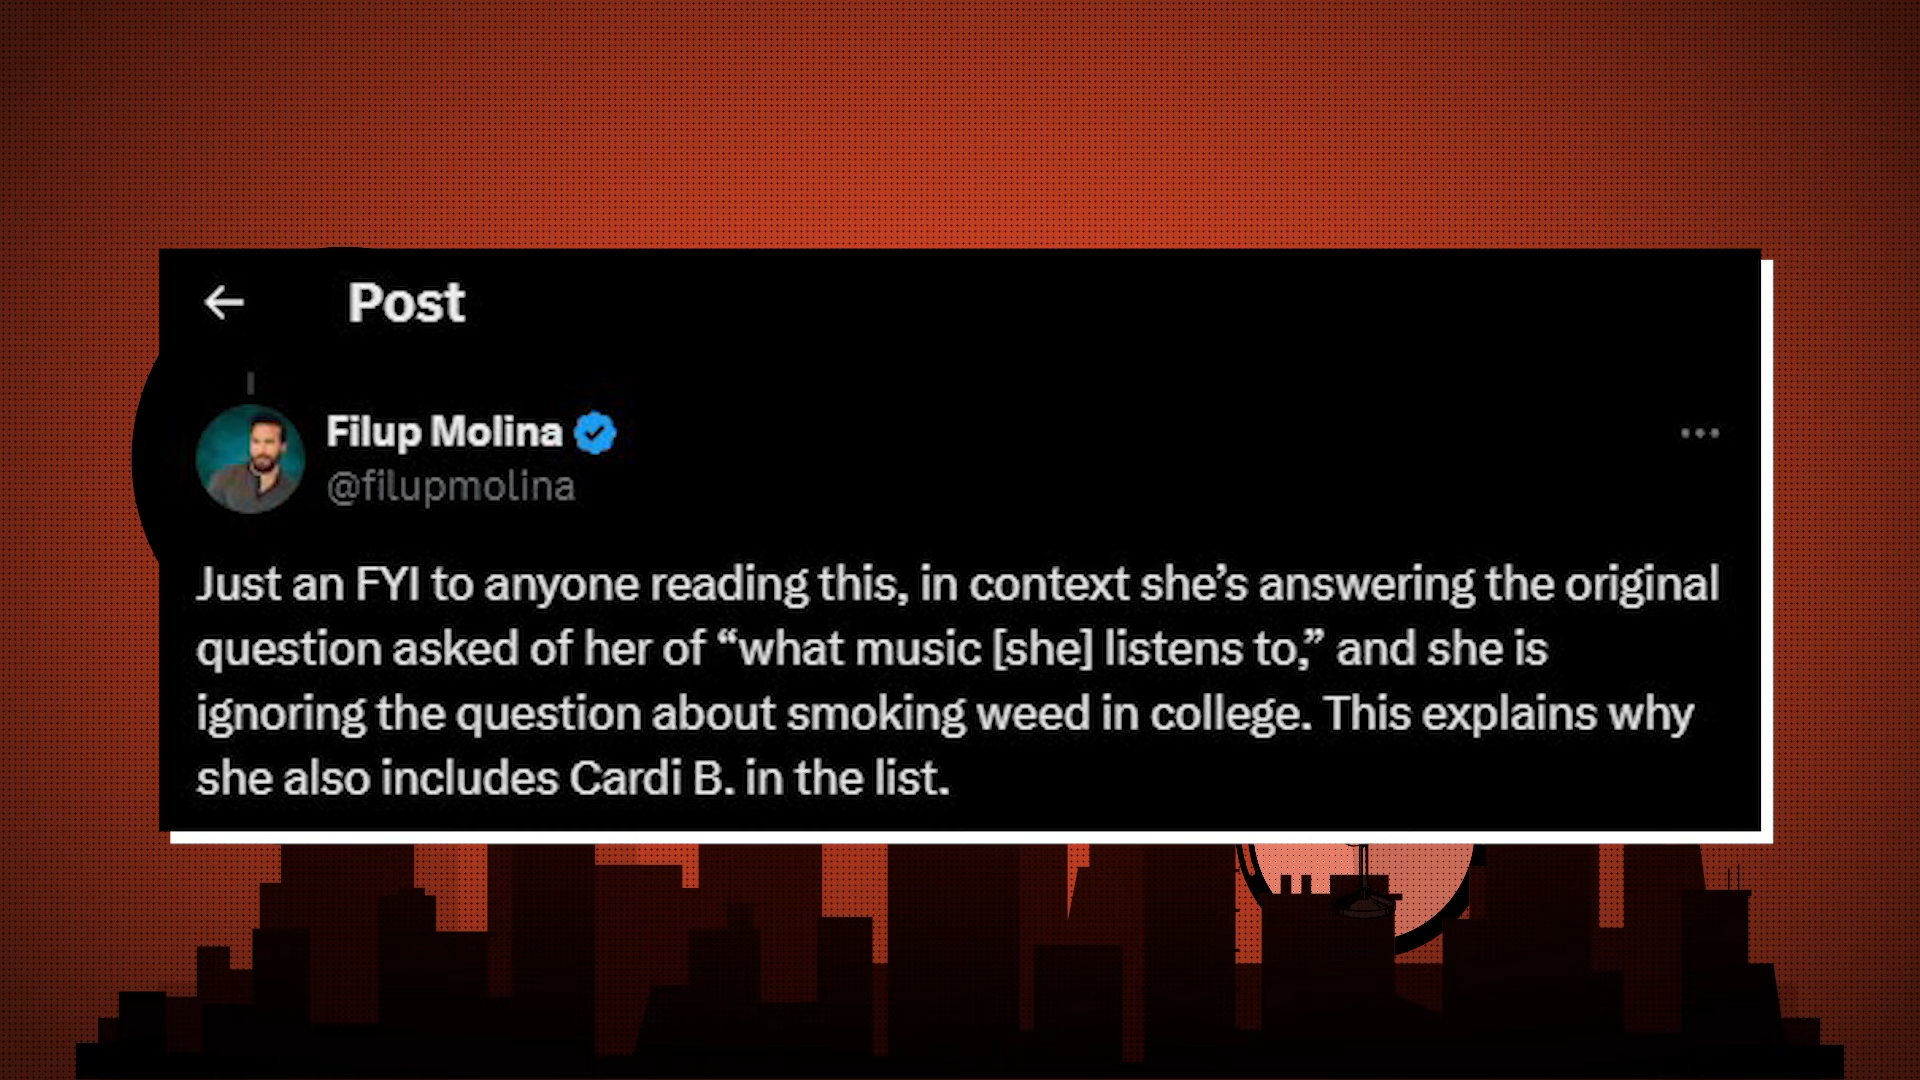 Post
Filup Molina
@filupmolina
Just an FYI to anyone reading this, in context she’s answering the original
question asked of her of “what music [she] listens to,” and she is
ignoring the question about smoking weed in college. This explains why
she also includes Cardi B. in the list.